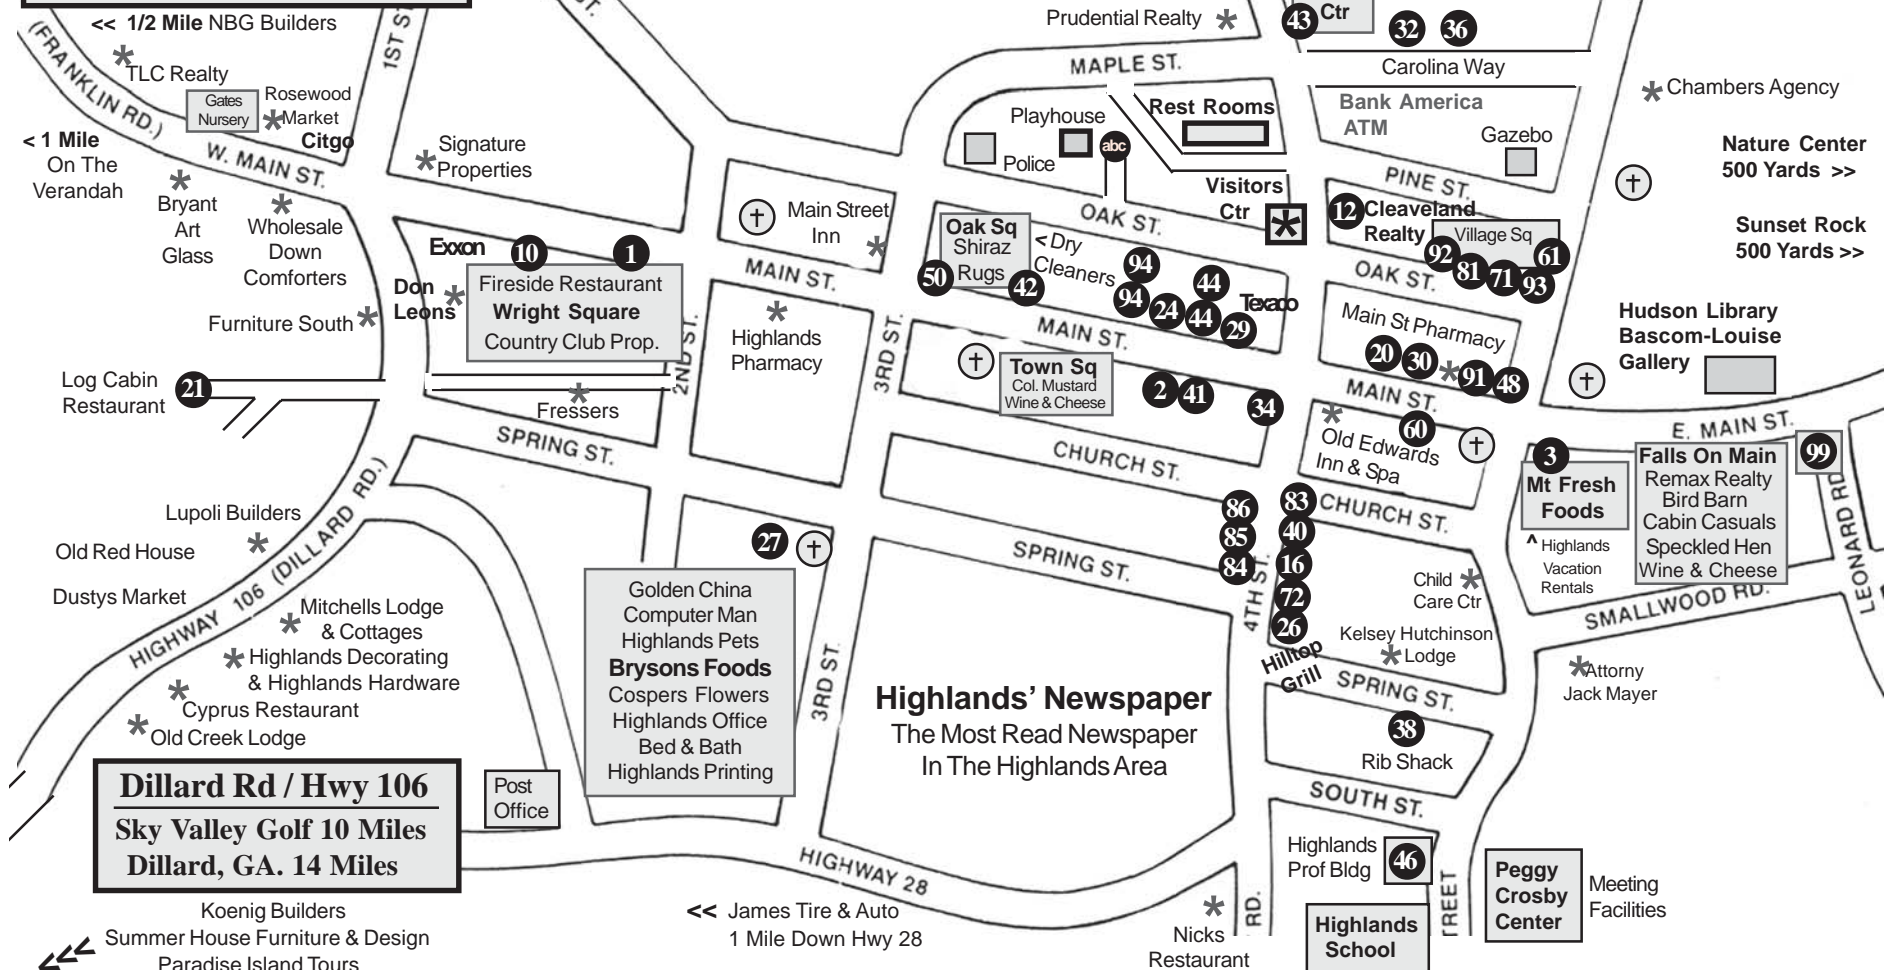 << 1/2 Mile NBG Builders
(FRANKLIN RD.)
TLC Realty
Gates
Nursery
Rosewood
Market
Citgo
1ST ST
ST.
< 1 Mile
On The
Verandah
W. MAIN ST.
Bryant
Art
Glass
Wholesale
Down
Comforters
Signature
Properties
Furniture South
Exxon
10
1
Don
Leons
Fireside Restaurant
Wright Square
Country Club Prop.
2ND ST.
Log Cabin
Restaurant
21
Fressers
SPRING ST.
Main Street
Inn
MAIN ST.
Highlands
Pharmacy
3RD ST.
Prudential Realty
43
Ctr
32
36
MAPLE ST.
Carolina Way
Chambers Agency
Playhouse
Police
abc
Rest Rooms
Bank America
ATM
Gazebo
Nature Center
500 Yards >>
Sunset Rock
500 Yards >>
Visitors
Ctr
PINE ST.
OAK ST.
12
Cleaveland
Realty
Village Sq
92
81
71
93
61
OAK ST.
Oak Sq
Shiraz
Rugs
50
42
< Dry
Cleaners
94
94
24
44
44
29
Texaco
MAIN ST.
Main St Pharmacy
20
30
91
48
Hudson Library
Bascom-Louise
Gallery
Town Sq
Col. Mustard
Wine & Cheese
2
41
34
MAIN ST.
60
Old Edwards
Inn & Spa
E. MAIN ST.
3
Mt Fresh
Foods
^ Highlands
Vacation
Rentals
Falls On Main
Remax Realty
Bird Barn
Cabin Casuals
Speckled Hen
Wine & Cheese
99
LEONARD RD
SMALLWOOD RD.
CHURCH ST.
CHURCH ST.
86
85
84
83
40
16
72
26
4TH ST.
Hilltop
Grill
Child
Care Ctr
Kelsey Hutchinson
Lodge
Attorny
Jack Mayer
SPRING ST.
SPRING ST.
38
Rib Shack
SOUTH ST.
Lupoli Builders
Old Red House
Dustys Market
HIGHWAY 106 (DILLARD RD.)
Mitchells Lodge
& Cottages
Highlands Decorating
& Highlands Hardware
Cyprus Restaurant
Old Creek Lodge
27
Golden China
Computer Man
Highlands Pets
Brysons Foods
Cospers Flowers
Highlands Office
Bed & Bath
Highlands Printing
3RD ST.
Highlands’ Newspaper
The Most Read Newspaper
In The Highlands Area
Dillard Rd / Hwy 106
Sky Valley Golf 10 Miles
Dillard, GA. 14 Miles
Post
Office
HIGHWAY 28
Highlands
Prof Bldg
46
Peggy
Crosby
Center
Meeting
Facilities
Highlands
School
RD.
TREET
Nicks
Restaurant
<< James Tire & Auto
1 Mile Down Hwy 28
Koenig Builders
Summer House Furniture & Design
Paradise Island Tours